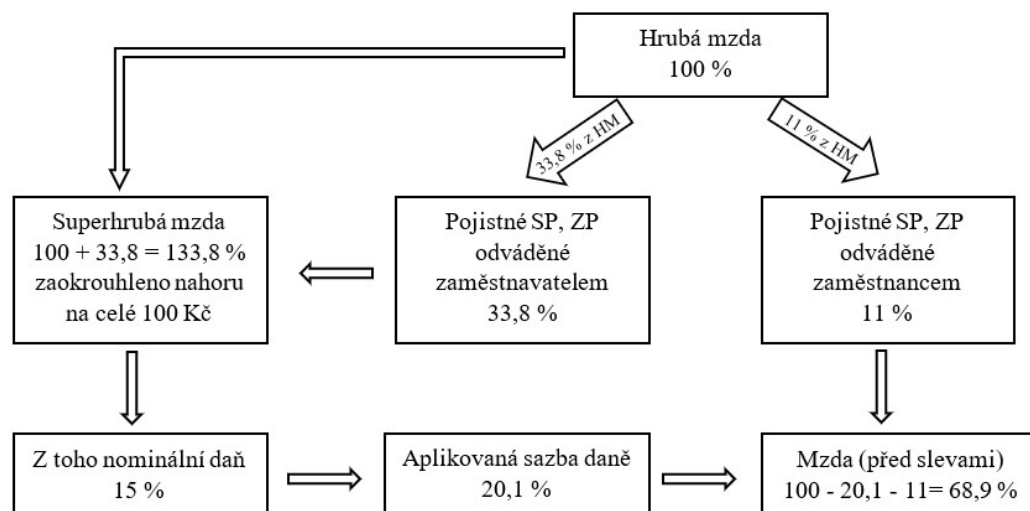 Hrubá mzda
100 %
33,8 % z HM
11 % z HM
Superhrubá mzda
100 + 33,8 = 133,8 %
zaokrouhleno nahoru
na celé 100 Kč
Pojistné SP, ZP
odváděné
zaměstnavatelem
33,8 %
Pojistné SP, ZP
odváděné
zaměstnancem
11 %
Z toho nominální daň
15 %
Aplikovaná sazba daně
20,1 %
Mzda (před slevami)
100 - 20,1 - 11= 68,9 %